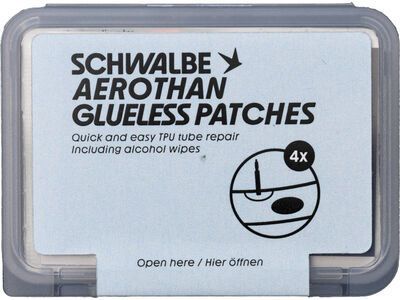 SCHWALBE
AEROTHAN
GLUELESS PATCHES
Quick and easy TPU tube repair
Including alcohol wipes
4x
Open here / Hier öffnen